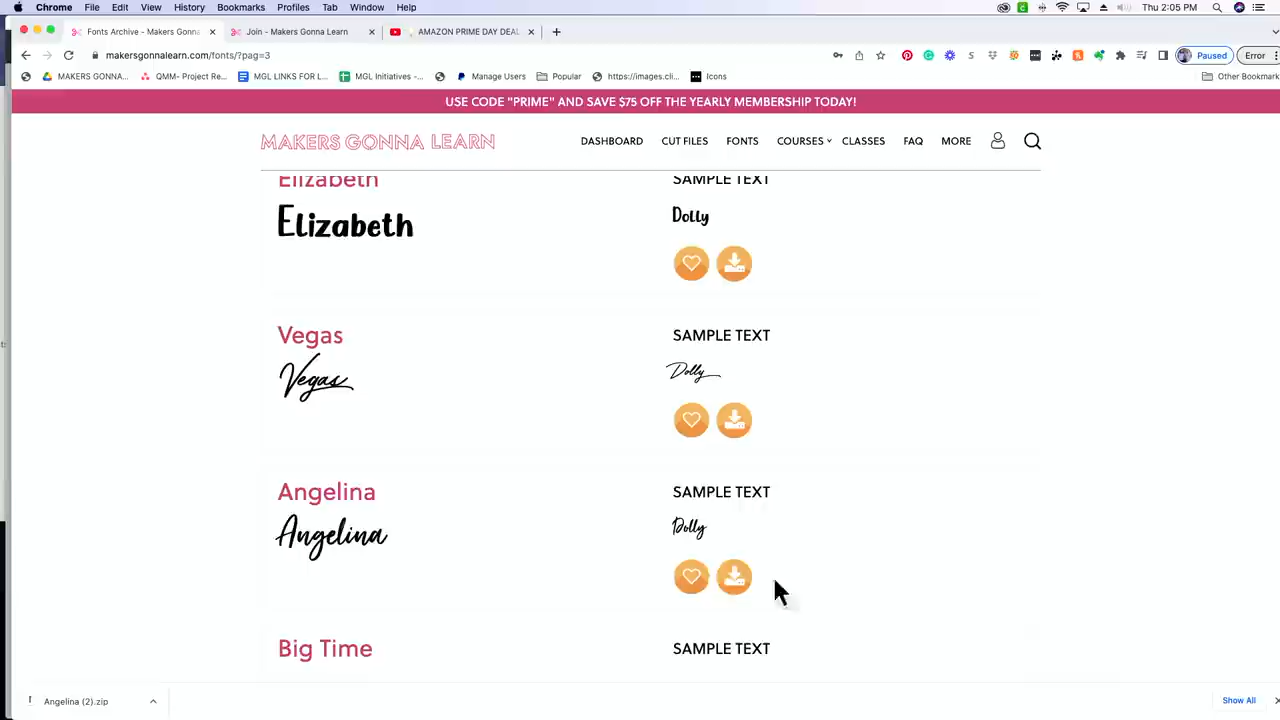 Chrome File Edit View History Bookmarks Profiles Tab Window Help Thu 2:05 PM
Fonts Archive - Makers Gonna Join - Makers Gonna Learn AMAZON PRIME DAY DEAL
makersgonnalearn.com/fonts/?pag=3 Paused Error
MAKERS GONNA... QMM- Project Re... MGL LINKS FOR L... MGL Initiatives -... Manage Users Popular https://images.cli... Icons Other Bookmark
USE CODE "PRIME" AND SAVE $75 OFF THE YEARLY MEMBERSHIP TODAY!
MAKERS GONNA LEARN DASHBOARD CUT FILES FONTS COURSES CLASSES FAQ MORE
Elizabeth SAMPLE TEXT
Elizabeth Dolly
Vegas SAMPLE TEXT
Vegas Dolly
Angelina SAMPLE TEXT
Angelina Dolly
Big Time SAMPLE TEXT
Angelina (2).zip Show All